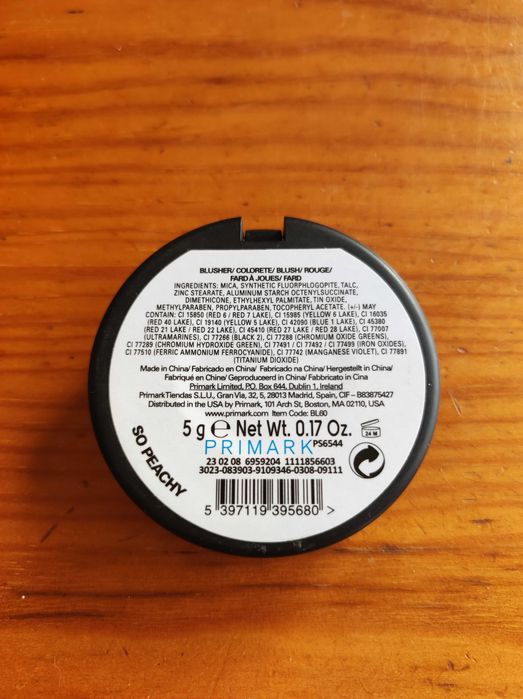 BLUSHER/ COLORETE/ BLUSH/ ROUGE/
FARD À JOUES/ FARD
INGREDIENTS: MICA, SYNTHETIC FLUORPHLOGOPITE, TALC,
ZINC STEARATE, ALUMINUM STARCH OCTENYLSUCCINATE,
DIMETHICONE, ETHYLHEXYL PALMITATE, TIN OXIDE,
METHYLPARABEN, PROPYLPARABEN, TOCOPHERYL ACETATE. (+/-) MAY
CONTAIN: CI 15850 (RED 6 / RED 7 LAKE), CI 15985 (YELLOW 6 LAKE), CI 16035
(RED 40 LAKE), CI 19140 (YELLOW 5 LAKE), CI 42090 (BLUE 1 LAKE), CI 45380
(RED 21 LAKE / RED 22 LAKE), CI 45410 (RED 27 LAKE / RED 28 LAKE), CI 77007
(ULTRAMARINES), CI 77266 (BLACK 2), CI 77288 (CHROMIUM OXIDE GREENS),
CI 77289 (CHROMIUM HYDROXIDE GREEN), CI 77491 / CI 77492 / CI 77499 (IRON OXIDES),
CI 77510 (FERRIC AMMONIUM FERROCYANIDE), CI 77742 (MANGANESE VIOLET), CI 77891
(TITANIUM DIOXIDE)
Made in China/ Fabricado en China/ Fabricado na China/ Hergestellt in China/
Fabriqué en China/ Geproduceerd in China/ Fabbricato in Cina
Primark Limited, P.O. Box 644, Dublin 1, Ireland
Primark Tiendas S.L.U., Gran Via, 32, 5, 28013 Madrid, Spain, CIF – B83875427
Distributed in the USA by Primark, 101 Arch St, Boston, MA 02110, USA
www.primark.com Item Code: BL60
5 g ℮ Net Wt. 0.17 Oz.
24 M
PRIMARK PS6544
23 02 08 6959204 1111856603
3023-083903-9109346-0308-09111
5 397119 395680 >
SO PEACHY